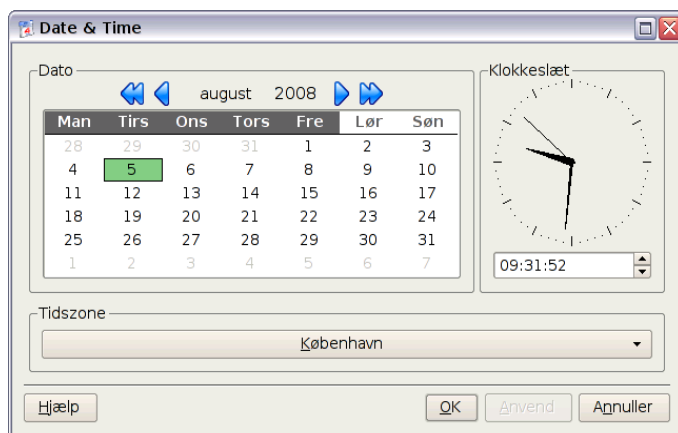 Date & Time
Dato
Klokkeslæt
august 2008
Man Tirs Ons Tors Fre Lør Søn
28 29 30 31 1 2 3
4 5 6 7 8 9 10
11 12 13 14 15 16 17
18 19 20 21 22 23 24
25 26 27 28 29 30 31
1 2 3 4 5 6 7
09:31:52
Tidszone
København
Hjælp OK Anvend Annuller